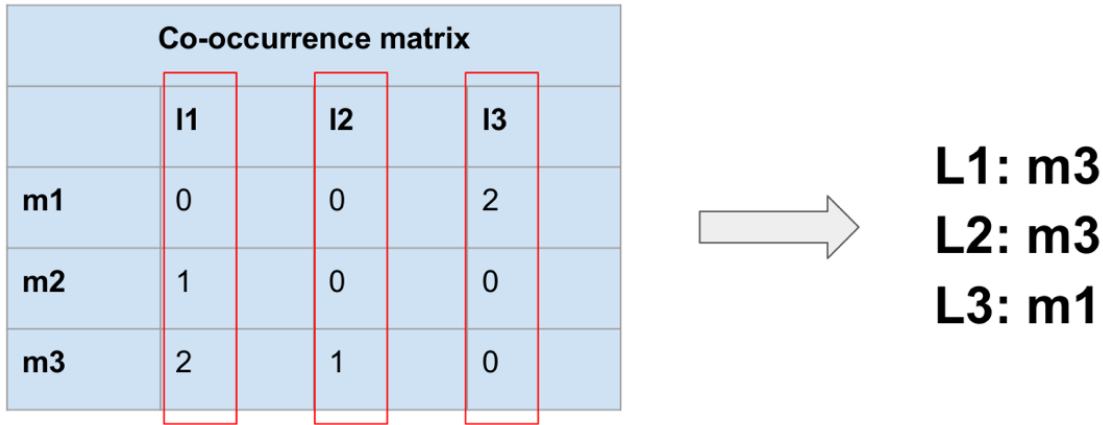 Co-occurrence matrix
l1 l2 l3
m1 0 0 2
m2 1 0 0
m3 2 1 0
L1: m3
L2: m3
L3: m1